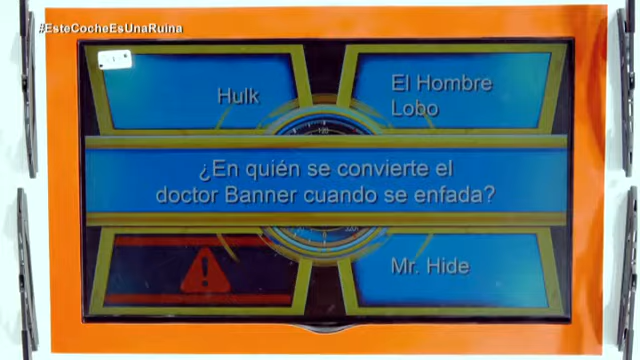 #EsteCocheEsUnaRuina
Hulk
El Hombre
Lobo
¿En quién se convierte el
doctor Banner cuando se enfada?
Mr. Hide